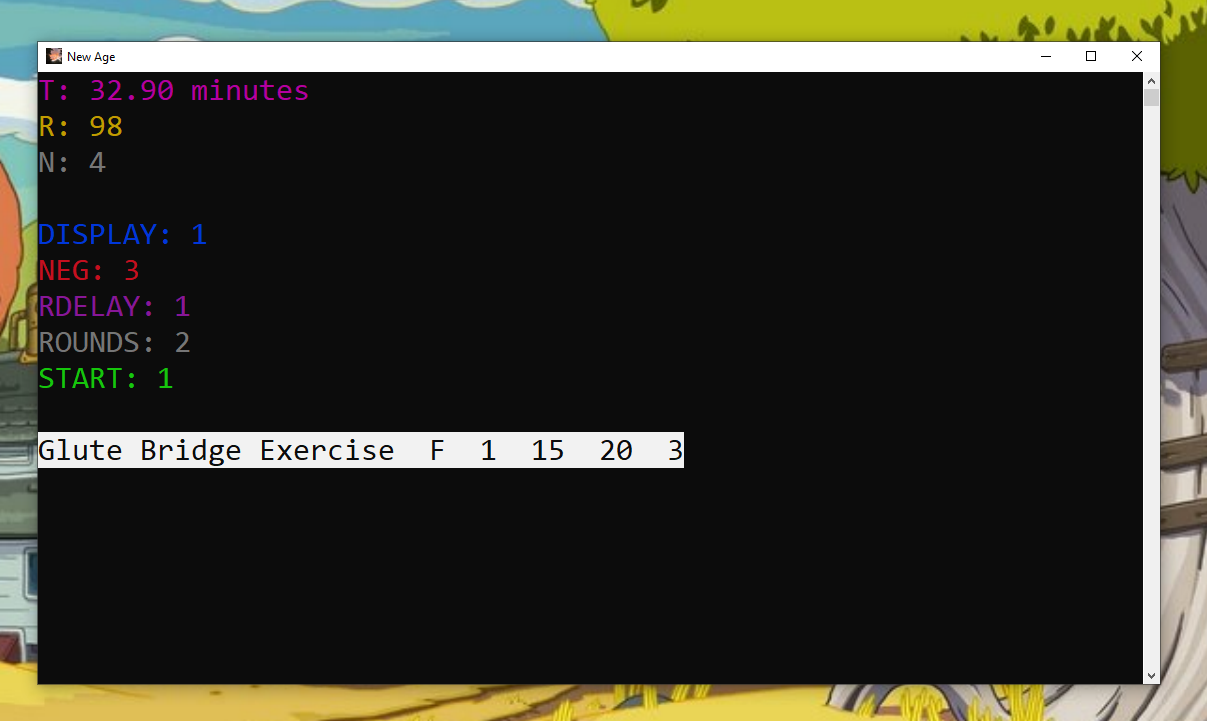 New Age
T: 32.90 minutes
R: 98
N: 4
DISPLAY: 1
NEG: 3
RDELAY: 1
ROUNDS: 2
START: 1
Glute Bridge Exercise  F  1  15  20  3